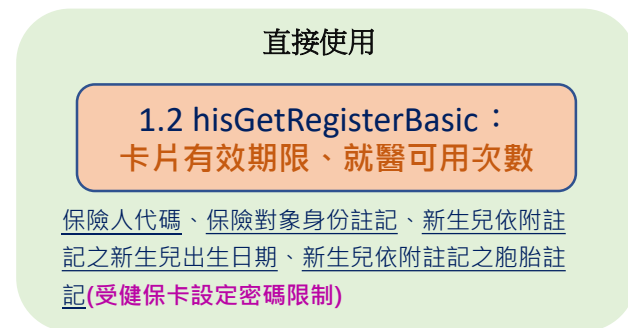 直接使用
1.2 hisGetRegisterBasic：
卡片有效期限、就醫可用次數
保險人代碼、保險對象身份註記、新生兒依附註
記之新生兒出生日期、新生兒依附註記之胞胎註
記(受健保卡設定密碼限制)